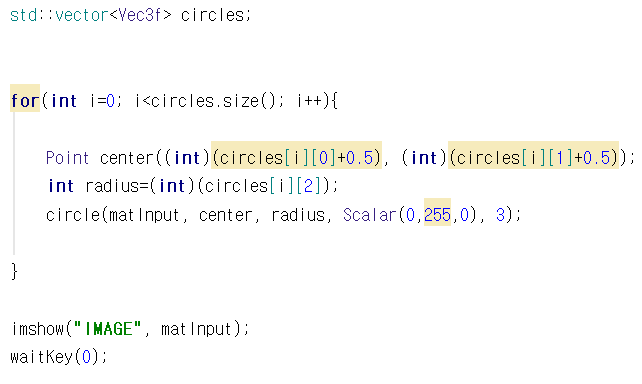 std::vector<Vec3f> circles;
for(int i=0; i<circles.size(); i++){
Point center((int)(circles[i][0]+0.5), (int)(circles[i][1]+0.5));
int radius=(int)(circles[i][2]);
circle(matInput, center, radius, Scalar(0,255,0), 3);
}
imshow("IMAGE", matInput);
waitKey(0);